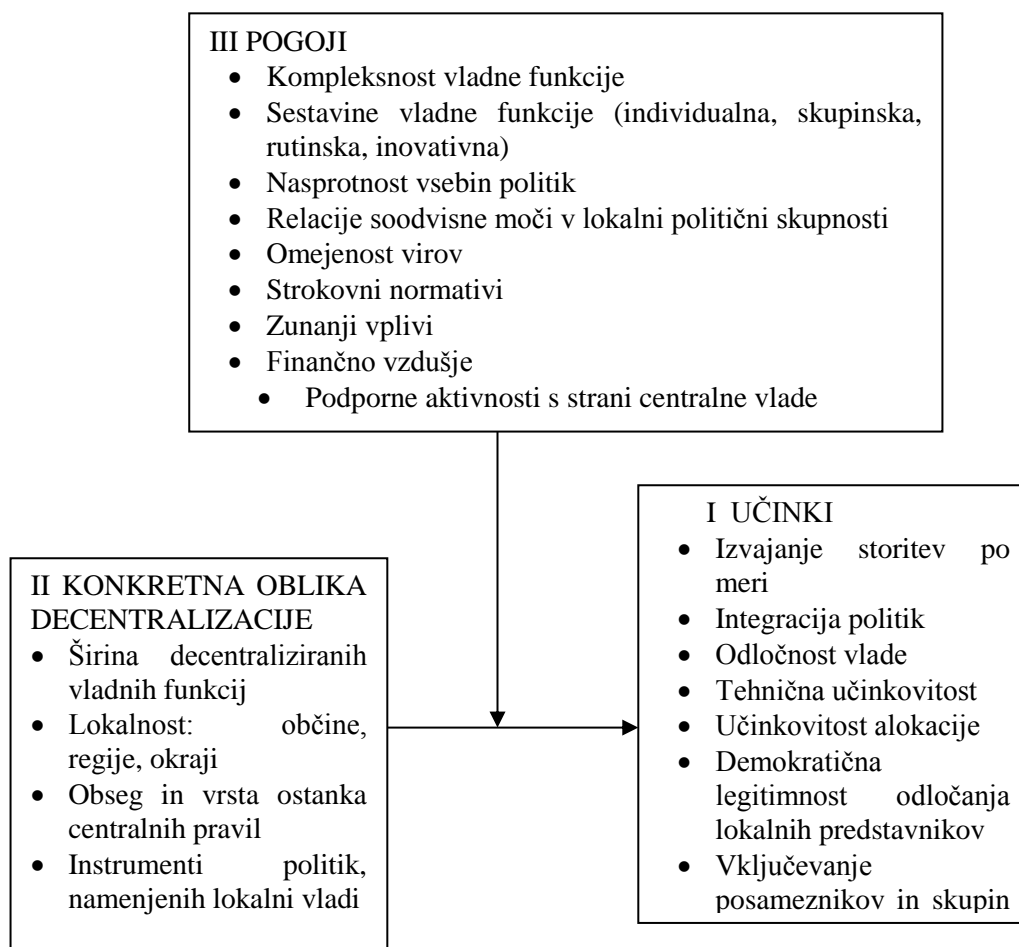 III POGOJI
• Kompleksnost vladne funkcije
• Sestavine vladne funkcije (individualna, skupinska,
rutinska, inovativna)
• Nasprotnost vsebin politik
• Relacije soodvisne moči v lokalni politični skupnosti
• Omejenost virov
• Strokovni normativi
• Zunanji vplivi
• Finančno vzdušje
• Podporne aktivnosti s strani centralne vlade
II KONKRETNA OBLIKA
DECENTRALIZACIJE
• Širina decentraliziranih
vladnih funkcij
• Lokalnost: občine,
regije, okraji
• Obseg in vrsta ostanka
centralnih pravil
• Instrumenti politik,
namenjenih lokalni vladi
I UČINKI
• Izvajanje storitev po
meri
• Integracija politik
• Odločnost vlade
• Tehnična učinkovitost
• Učinkovitost alokacije
• Demokratična
legitimnost odločanja
lokalnih predstavnikov
• Vključevanje
posameznikov in skupin